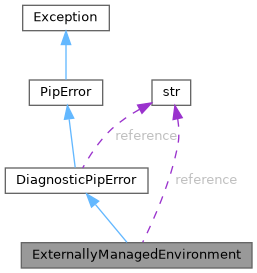 Exception
PipError
str
reference
DiagnosticPipError
reference
ExternallyManagedEnvironment